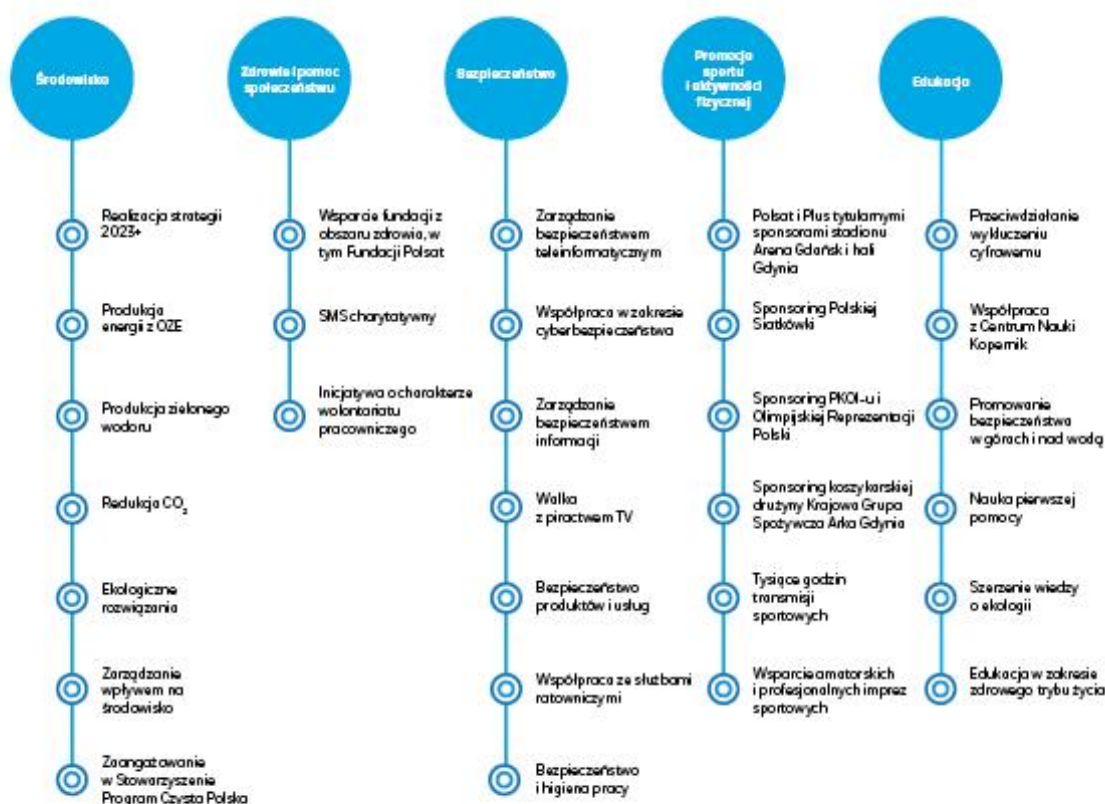 Środowisko
Realizacja strategii
2023+
Produkcja
energii z OZE
Produkcja zielonego
wodoru
Redukcja CO₂
Ekologiczne
rozwiązania
Zarządzanie
wpływem na
środowisko
Zaangażowanie
w Stowarzyszenie
Program Czysta Polska
Zdrowie i pomoc
społeczeństwu
Wsparcie fundacji z
obszaru zdrowia, w
tym Fundacji Polsat
SMS charytatywny
Inicjatywa o charakterze
wolontariatu
pracowniczego
Bezpieczeństwo
Zarządzanie
bezpieczeństwem
teleinformatycznym
Współpraca w zakresie
cyberbezpieczeństwa
Zarządzanie
bezpieczeństwem
informacji
Walka
z piractwem TV
Bezpieczeństwo
produktów i usług
Współpraca ze służbami
ratowniczymi
Bezpieczeństwo
i higiena pracy
Promocja
sportu
i aktywności
fizycznej
Polsat i Plus tytularnymi
sponsorami stadionu
Arena Gdańsk i hali
Gdynia
Sponsoring Polskiej
Siatkówki
Sponsoring PKOl-u i
Olimpijskiej Reprezentacji
Polski
Sponsoring koszykarskiej
drużyny Krajowa Grupa
Spożywcza Arka Gdynia
Tysiące godzin
transmisji
sportowych
Wsparcie amatorskich
i profesjonalnych imprez
sportowych
Edukacja
Przeciwdziałanie
wykluczeniu
cyfrowemu
Współpraca
z Centrum Nauki
Kopernik
Promowanie
bezpieczeństwa
w górach i nad wodą
Nauka pierwszej
pomocy
Szerzenie wiedzy
o ekologii
Edukacja w zakresie
zdrowego trybu życia